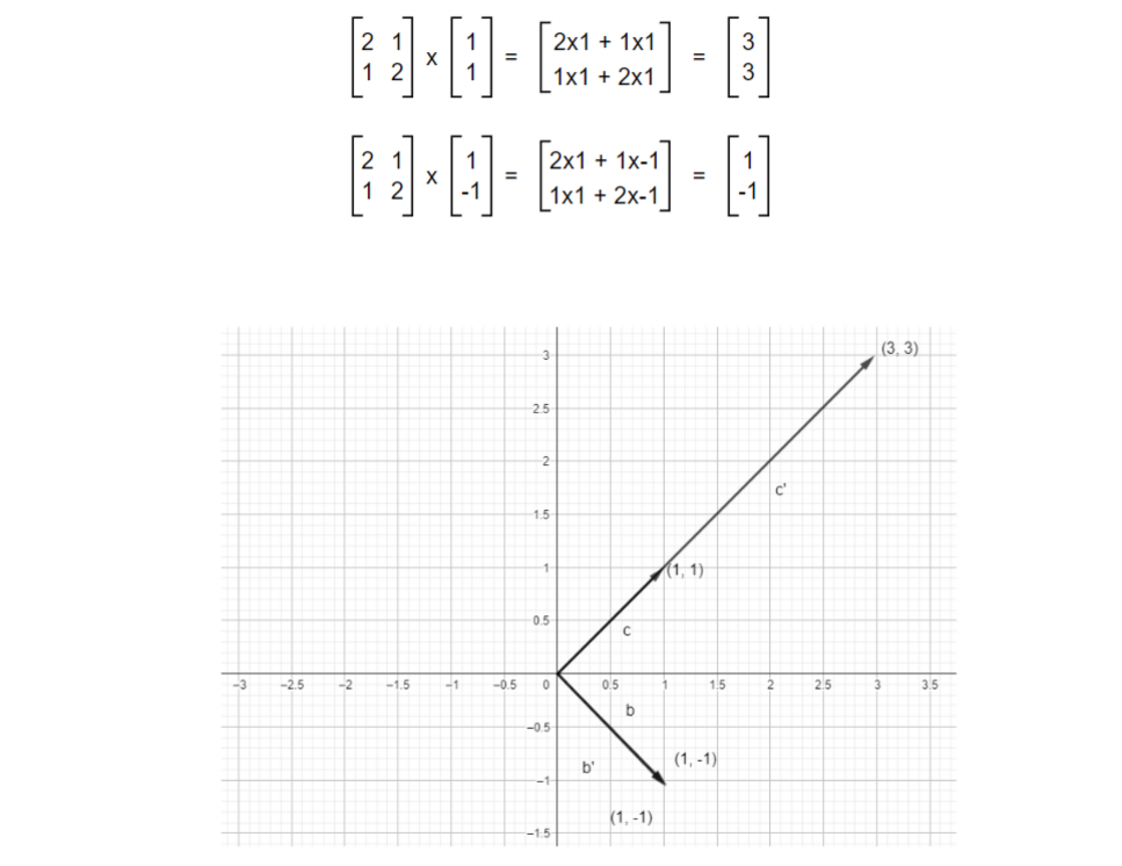 [2 1] x [1] = [2x1 + 1x1] = [3]
[1 2] [1] [1x1 + 2x1] [3]
[2 1] x [1] = [2x1 + 1x-1] = [1]
[1 2] [-1] [1x1 + 2x-1] [-1]
(3, 3)
3
2.5
2
c'
1.5
1
(1, 1)
0.5
c
−3 −2.5 −2 −1.5 −1 −0.5 0 0.5 1 1.5 2 2.5 3 3.5
b
−0.5
(1, -1)
b'
−1
(1, -1)
−1.5